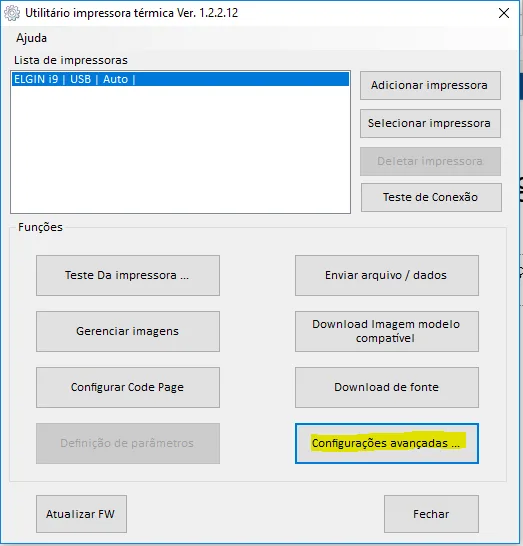 Utilitário impressora térmica Ver. 1.2.2.12
Ajuda
Lista de impressoras
ELGIN i9 | USB | Auto |
Adicionar impressora
Selecionar impressora
Deletar impressora
Teste de Conexão
Funções
Teste Da impressora ...
Enviar arquivo / dados
Gerenciar imagens
Download Imagem modelo
compatível
Configurar Code Page
Download de fonte
Definição de parâmetros
Configurações avançadas ...
Atualizar FW
Fechar